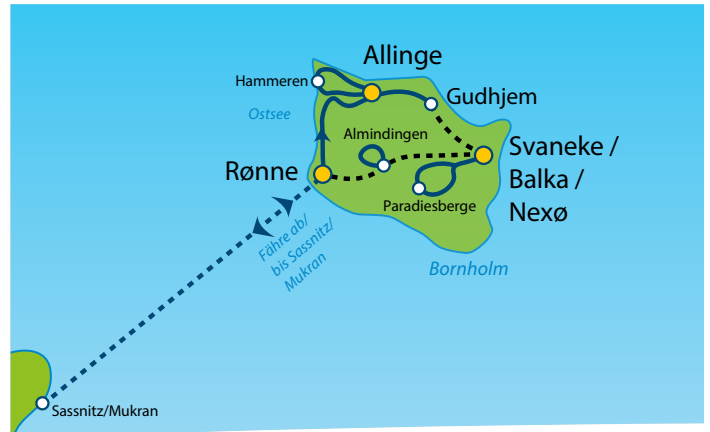 Allinge
Hammeren
Gudhjem
Ostsee
Almindingen
Svaneke /
Balka /
Nexø
Rønne
Paradiesberge
Fähre ab/
bis Sassnitz/
Mukran
Bornholm
Sassnitz/Mukran